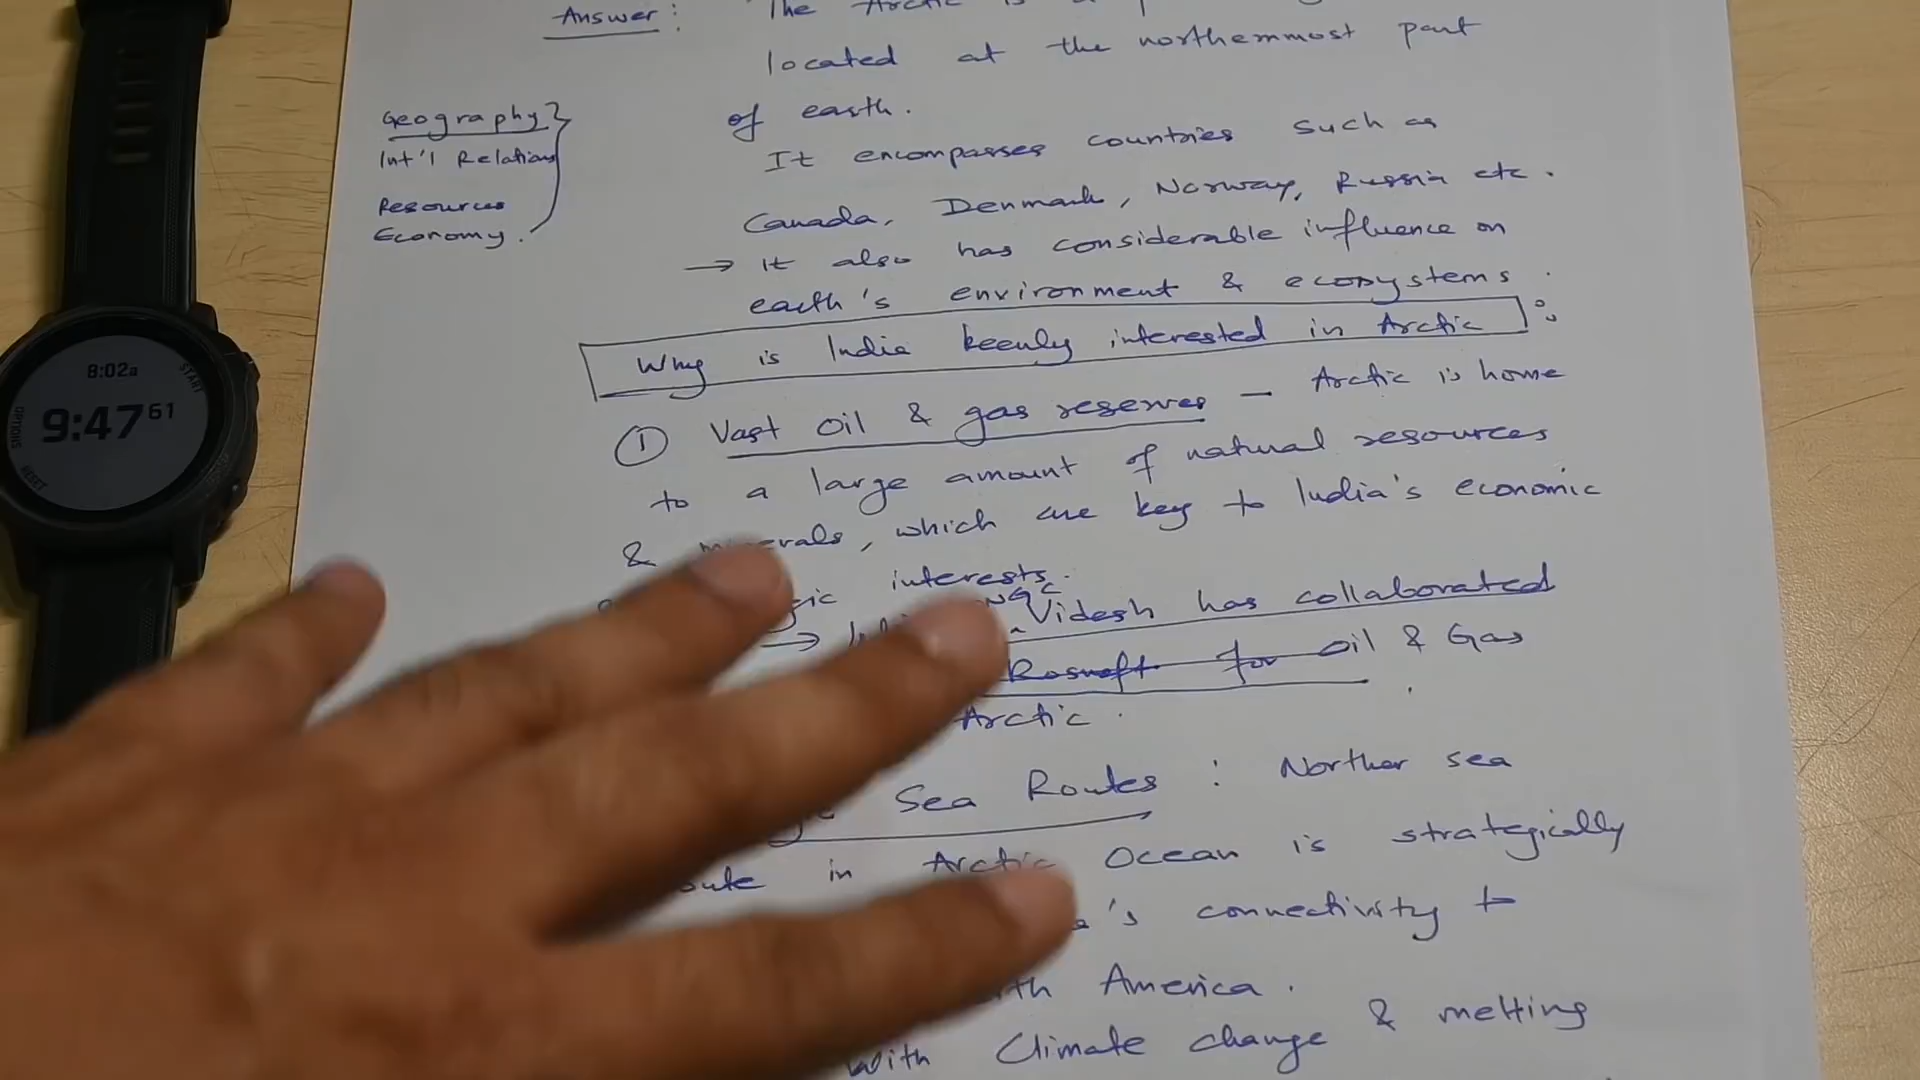 Answer :
located at the northernmost part
of earth.
It encompasses countries such as
Canada, Denmark, Norway, Russia etc.
→ it also has considerable influence on
earth's environment & ecosystems.
Why is India keenly interested in Arctic :
① Vast oil & gas reserves — Arctic is home
to a large amount of natural resources
& which are key to India's economic
interests.
→ Videsh has collaborated
Rosneft for oil & Gas
Arctic.
Sea Routes : Norther sea
in Arctic Ocean is strategically
connectivity to
America.
With Climate change & melting
Geography
Int'l Relations
Resources
Economy.
8:02a
9:47 61
START
OPTIONS
RESET